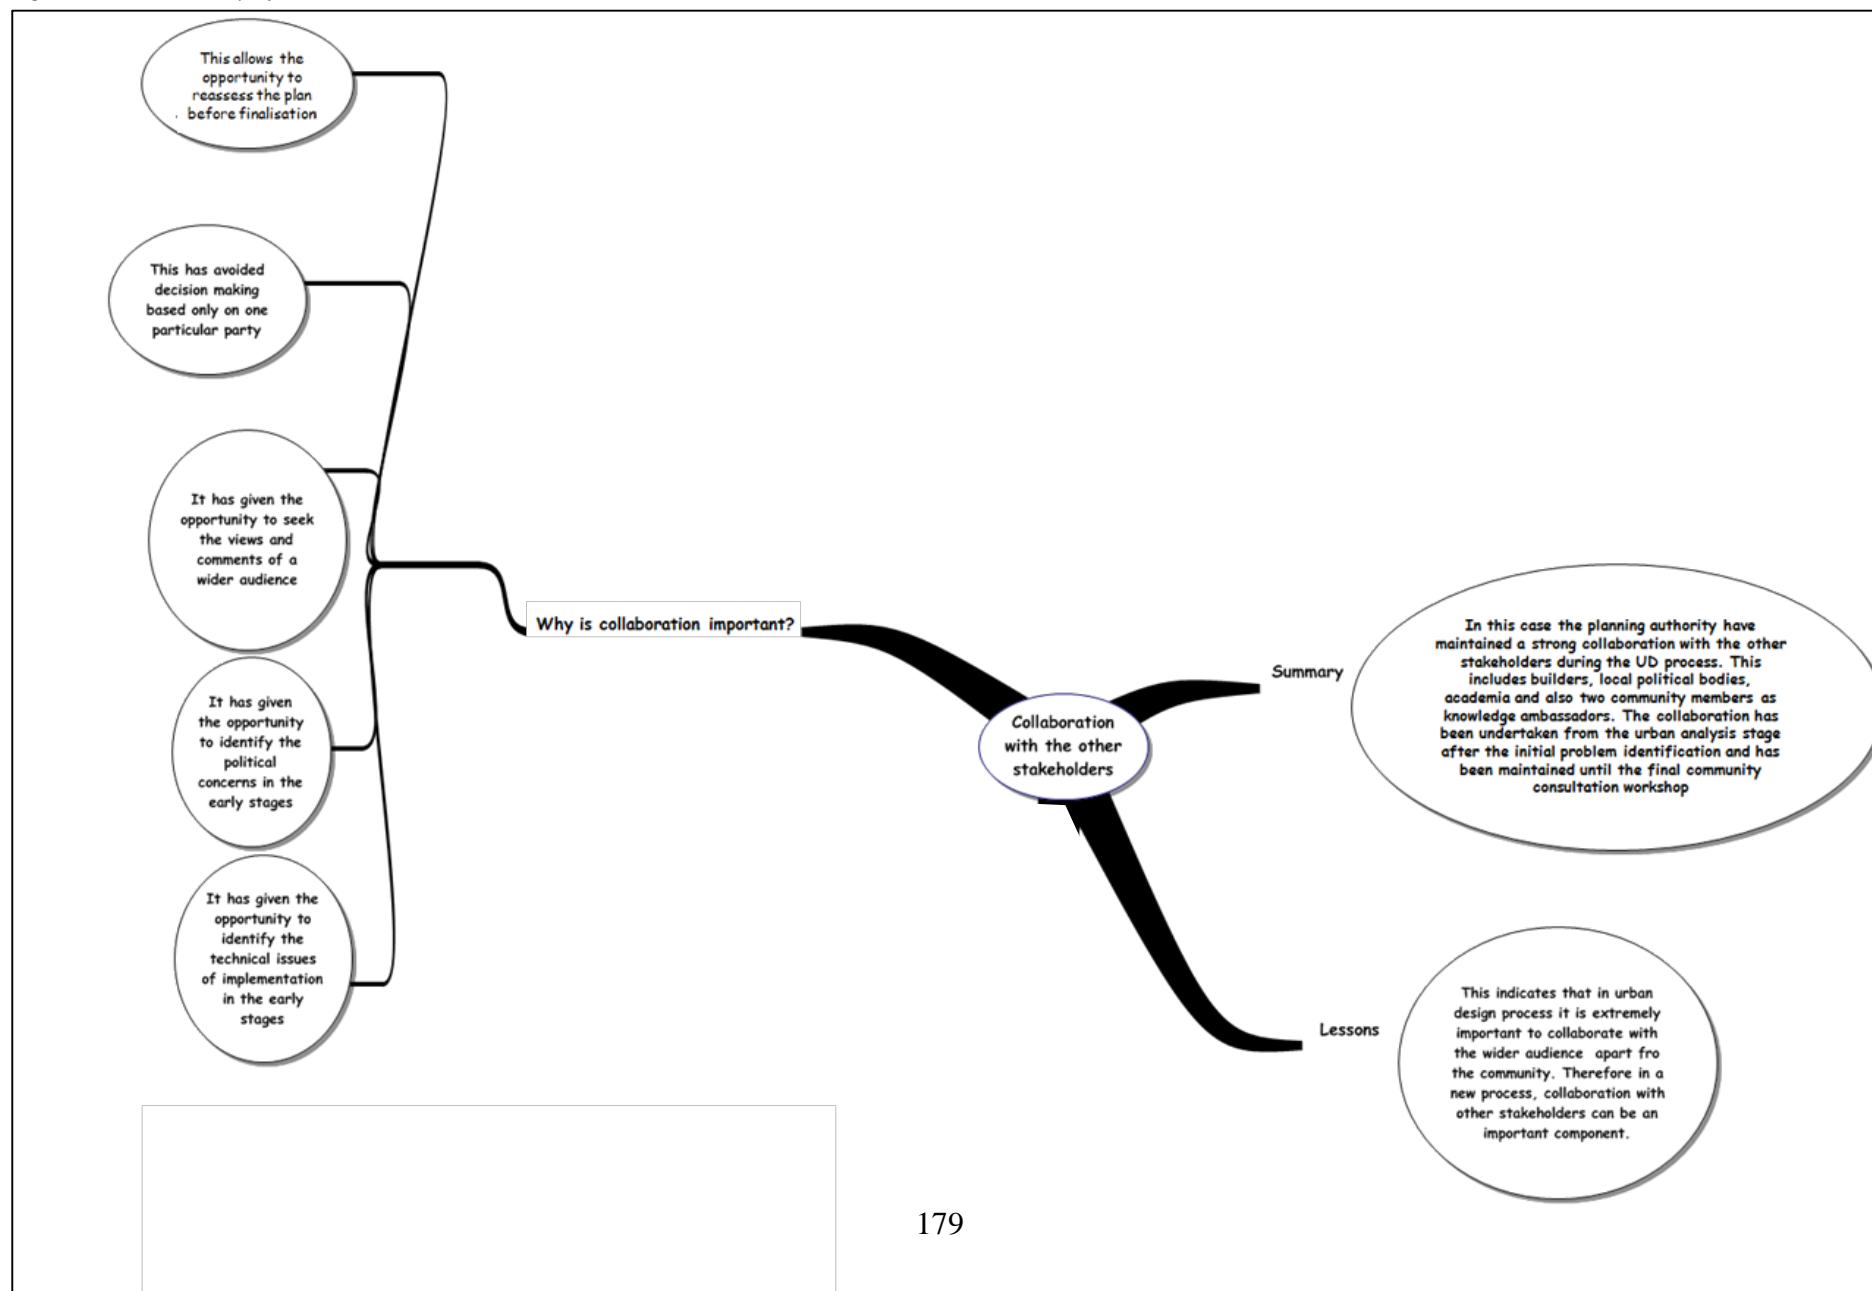 This allows the
opportunity to
reassess the plan
before finalisation
This has avoided
decision making
based only on one
particular party
It has given the
opportunity to seek
the views and
comments of a
wider audience
It has given
the opportunity
to identify the
political
concerns in the
early stages
It has given the
opportunity to
identify the
technical issues
of implementation
in the early
stages
Why is collaboration important?
Collaboration
with the other
stakeholders
Summary
In this case the planning authority have
maintained a strong collaboration with the other
stakeholders during the UD process. This
includes builders, local political bodies,
academia and also two community members as
knowledge ambassadors. The collaboration has
been undertaken from the urban analysis stage
after the initial problem identification and has
been maintained until the final community
consultation workshop
Lessons
This indicates that in urban
design process it is extremely
important to collaborate with
the wider audience apart fro
the community. Therefore in a
new process, collaboration with
other stakeholders can be an
important component.
179